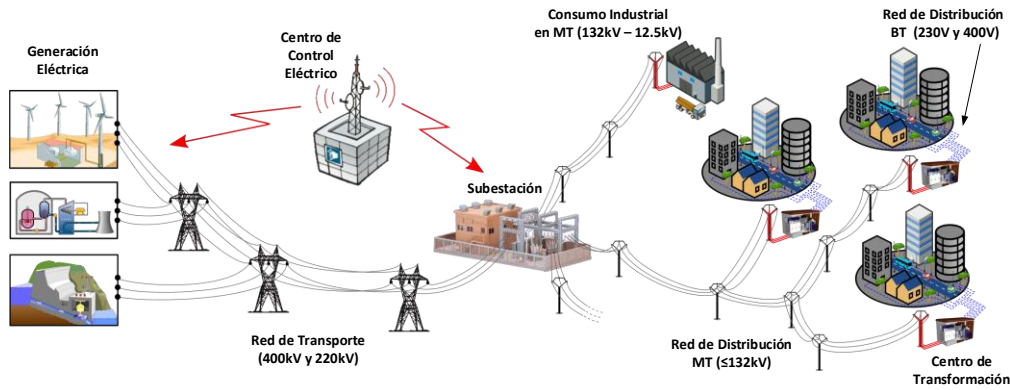 Generación
Eléctrica
Centro de
Control
Eléctrico
Consumo Industrial
en MT (132kV – 12.5kV)
Red de Distribución
BT (230V y 400V)
Subestación
Red de Transporte
(400kV y 220kV)
Red de Distribución
MT (≤132kV)
Centro de
Transformación